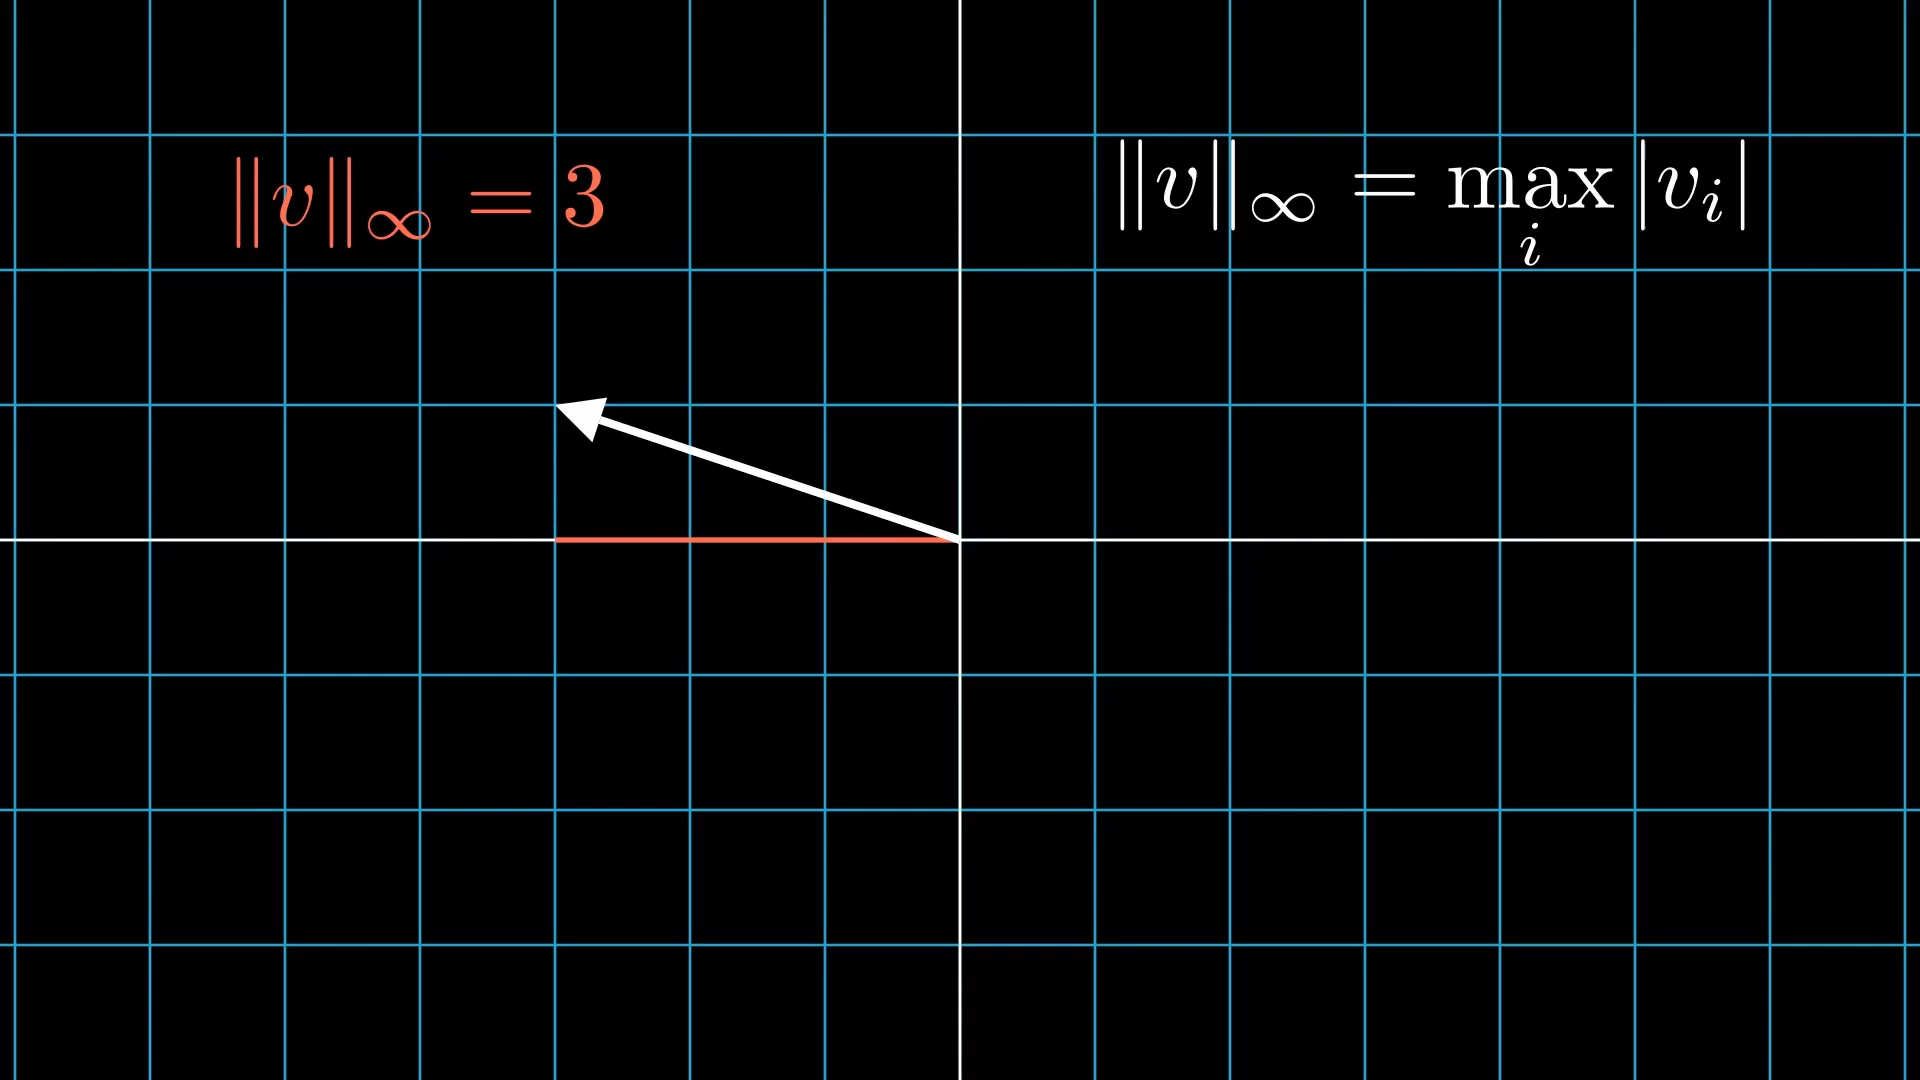 ‖v‖∞ = 3
‖v‖∞ = max |vᵢ|
i